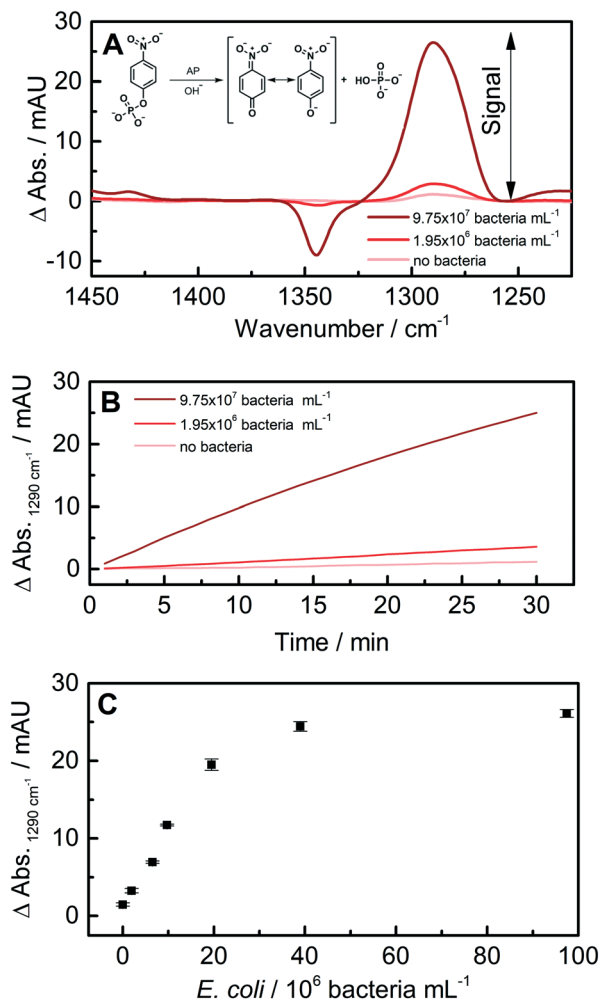 A
Δ Abs. / mAU
30
20
10
0
-10
AP
OH⁻
+
Signal
9.75x10⁷ bacteria mL⁻¹
1.95x10⁶ bacteria mL⁻¹
no bacteria
1450 1400 1350 1300 1250
Wavenumber / cm⁻¹
B
Δ Abs. 1290 cm⁻¹ / mAU
30
20
10
0
9.75x10⁷ bacteria mL⁻¹
1.95x10⁶ bacteria mL⁻¹
no bacteria
0 5 10 15 20 25 30
Time / min
C
Δ Abs. 1290 cm⁻¹ / mAU
30
20
10
0
0 20 40 60 80 100
E. coli / 10⁶ bacteria mL⁻¹